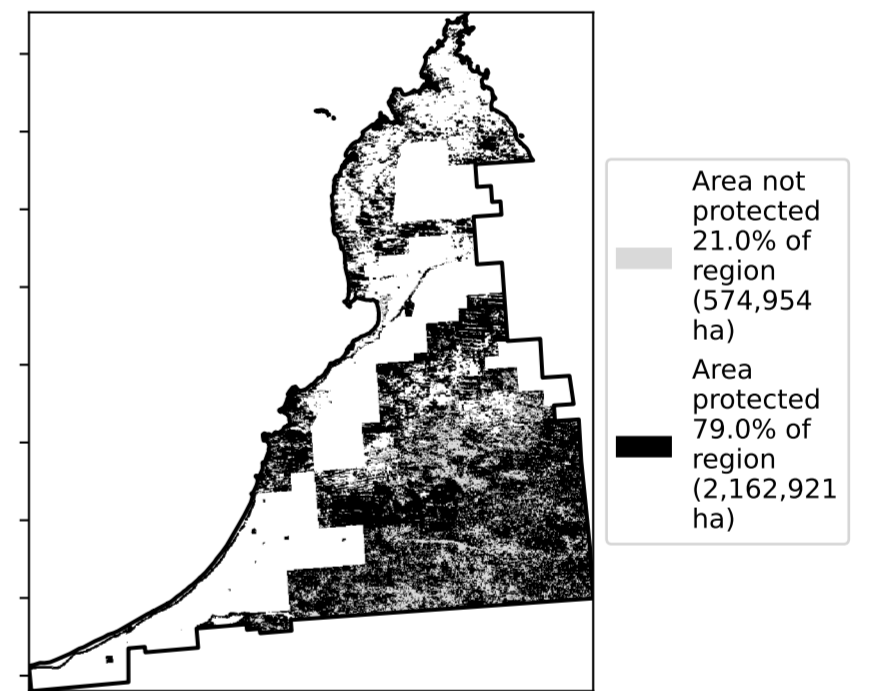 Area not
protected
21.0% of
region
(574,954
ha)
Area
protected
79.0% of
region
(2,162,921
ha)